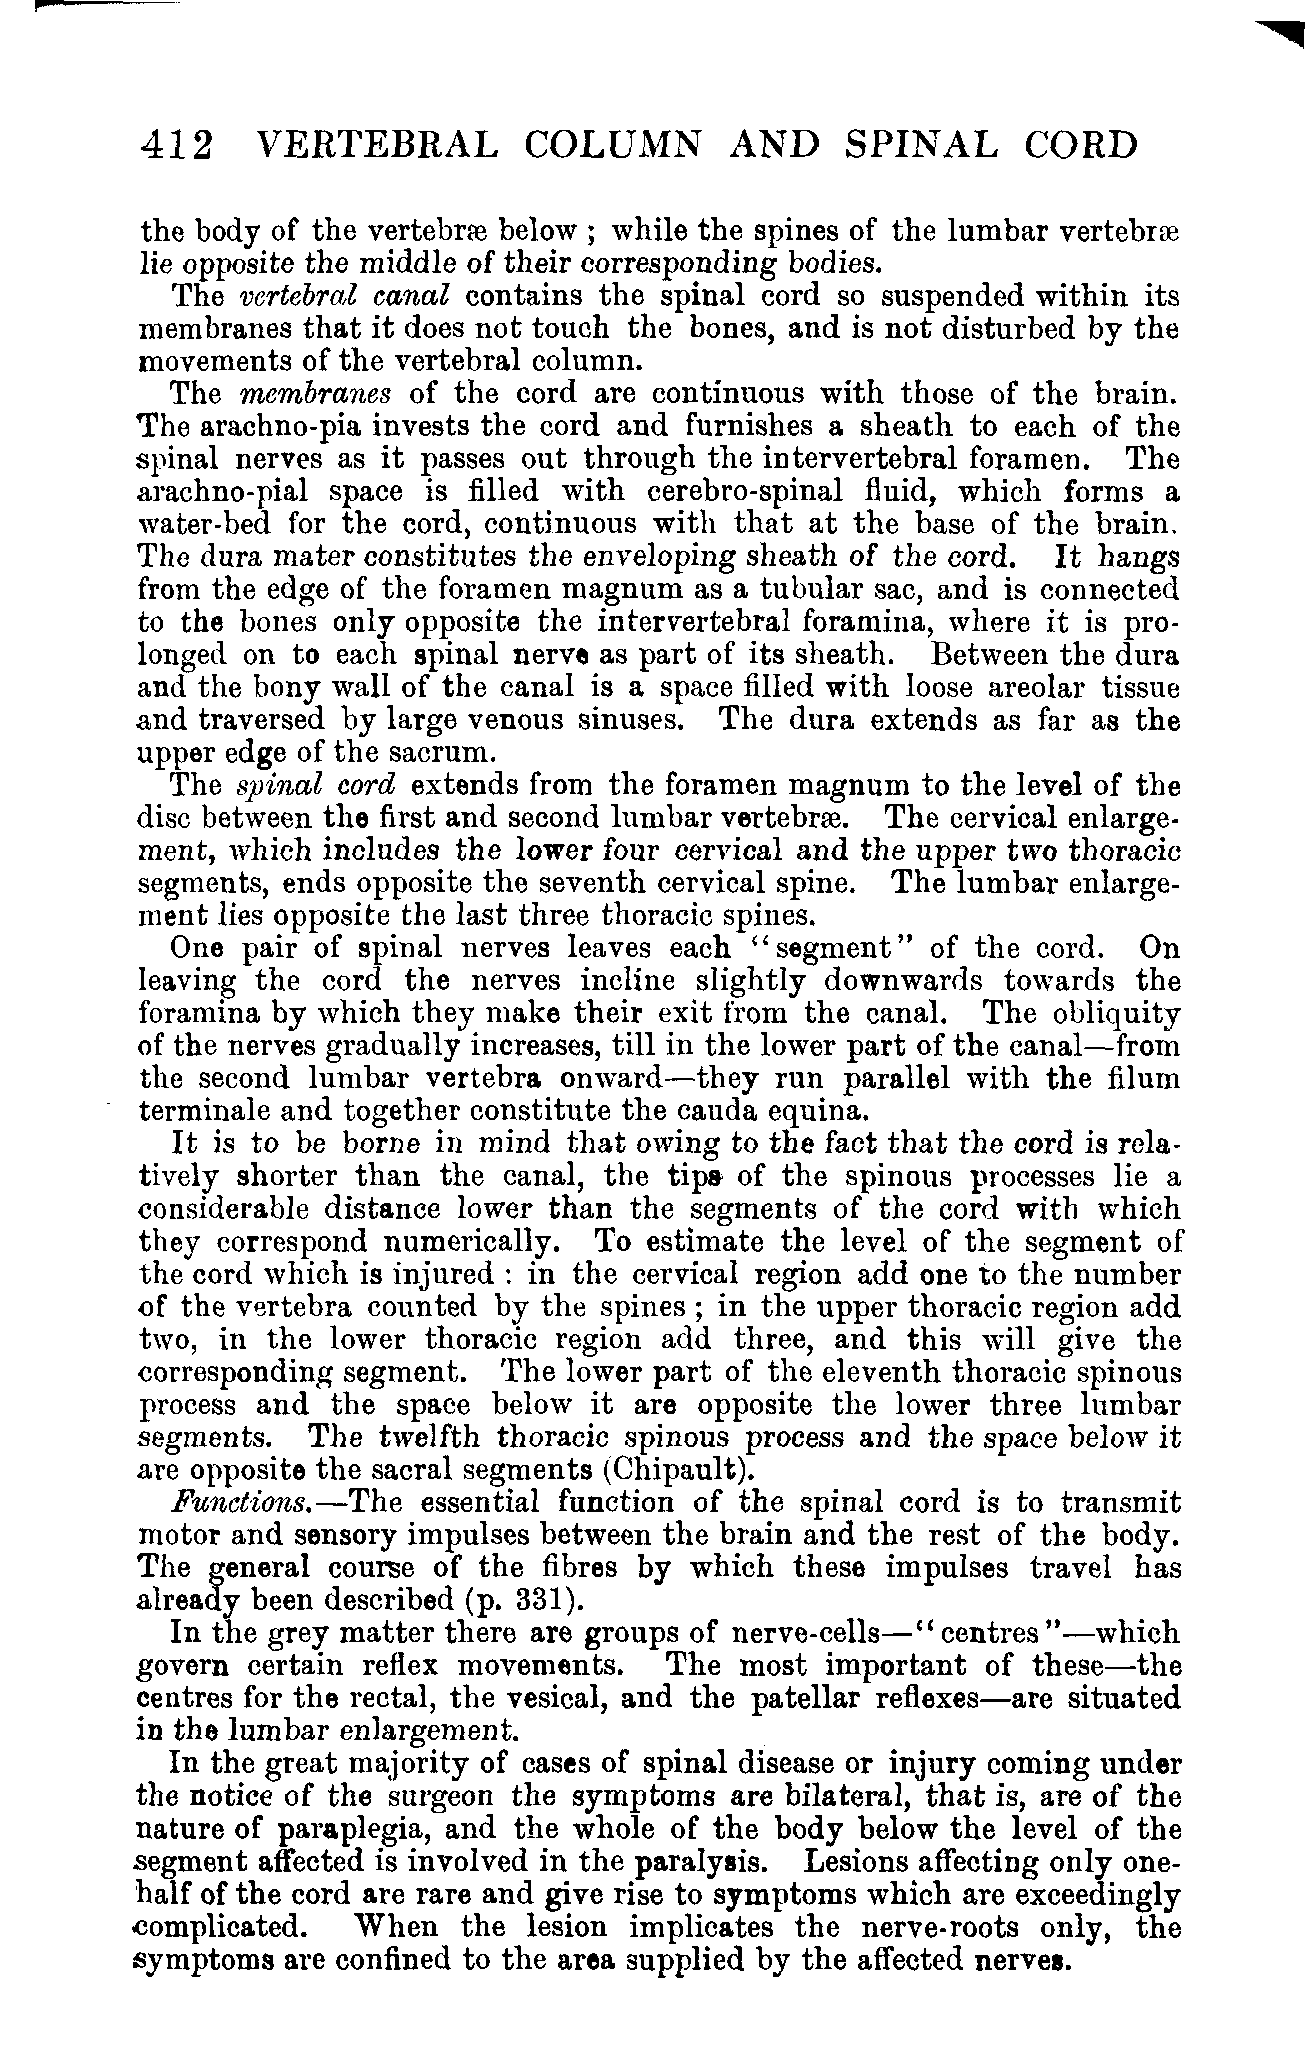 412 VERTEBRAL COLUMN AND SPINAL CORD
the body of the vertebræ below ; while the spines of the lumbar vertebræ
lie opposite the middle of their corresponding bodies.
The vertebral canal contains the spinal cord so suspended within its
membranes that it does not touch the bones, and is not disturbed by the
movements of the vertebral column.
The membranes of the cord are continuous with those of the brain.
The arachno-pia invests the cord and furnishes a sheath to each of the
spinal nerves as it passes out through the intervertebral foramen. The
arachno-pial space is filled with cerebro-spinal fluid, which forms a
water-bed for the cord, continuous with that at the base of the brain.
The dura mater constitutes the enveloping sheath of the cord. It hangs
from the edge of the foramen magnum as a tubular sac, and is connected
to the bones only opposite the intervertebral foramina, where it is pro-
longed on to each spinal nerve as part of its sheath. Between the dura
and the bony wall of the canal is a space filled with loose areolar tissue
and traversed by large venous sinuses. The dura extends as far as the
upper edge of the sacrum.
The spinal cord extends from the foramen magnum to the level of the
disc between the first and second lumbar vertebræ. The cervical enlarge-
ment, which includes the lower four cervical and the upper two thoracic
segments, ends opposite the seventh cervical spine. The lumbar enlarge-
ment lies opposite the last three thoracic spines.
One pair of spinal nerves leaves each "segment" of the cord. On
leaving the cord the nerves incline slightly downwards towards the
foramina by which they make their exit from the canal. The obliquity
of the nerves gradually increases, till in the lower part of the canal—from
the second lumbar vertebra onward—they run parallel with the filum
terminale and together constitute the cauda equina.
It is to be borne in mind that owing to the fact that the cord is rela-
tively shorter than the canal, the tips of the spinous processes lie a
considerable distance lower than the segments of the cord with which
they correspond numerically. To estimate the level of the segment of
the cord which is injured : in the cervical region add one to the number
of the vertebra counted by the spines ; in the upper thoracic region add
two, in the lower thoracic region add three, and this will give the
corresponding segment. The lower part of the eleventh thoracic spinous
process and the space below it are opposite the lower three lumbar
segments. The twelfth thoracic spinous process and the space below it
are opposite the sacral segments (Chipault).
Functions.—The essential function of the spinal cord is to transmit
motor and sensory impulses between the brain and the rest of the body.
The general course of the fibres by which these impulses travel has
already been described (p. 331).
In the grey matter there are groups of nerve-cells—"centres"—which
govern certain reflex movements. The most important of these—the
centres for the rectal, the vesical, and the patellar reflexes—are situated
in the lumbar enlargement.
In the great majority of cases of spinal disease or injury coming under
the notice of the surgeon the symptoms are bilateral, that is, are of the
nature of paraplegia, and the whole of the body below the level of the
segment affected is involved in the paralysis. Lesions affecting only one-
half of the cord are rare and give rise to symptoms which are exceedingly
complicated. When the lesion implicates the nerve-roots only, the
symptoms are confined to the area supplied by the affected nerves.